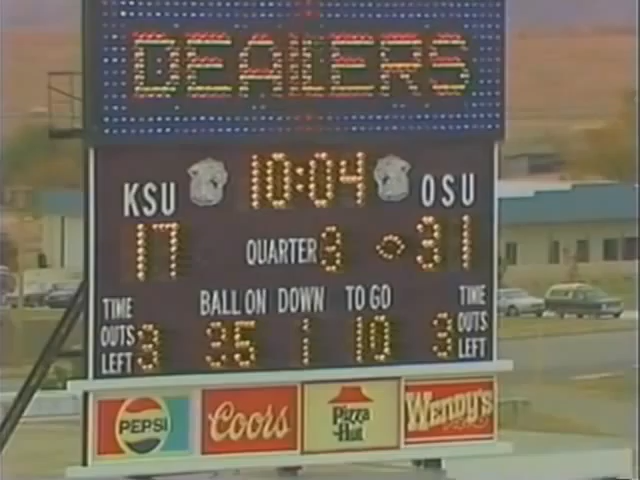 DEALERS
KSU 10:04 OSU
17 QUARTER 3 31
TIME OUTS LEFT 3
BALL ON DOWN TO GO
35 1 10
TIME OUTS LEFT 3
PEPSI Coors Pizza Hut Wendy's